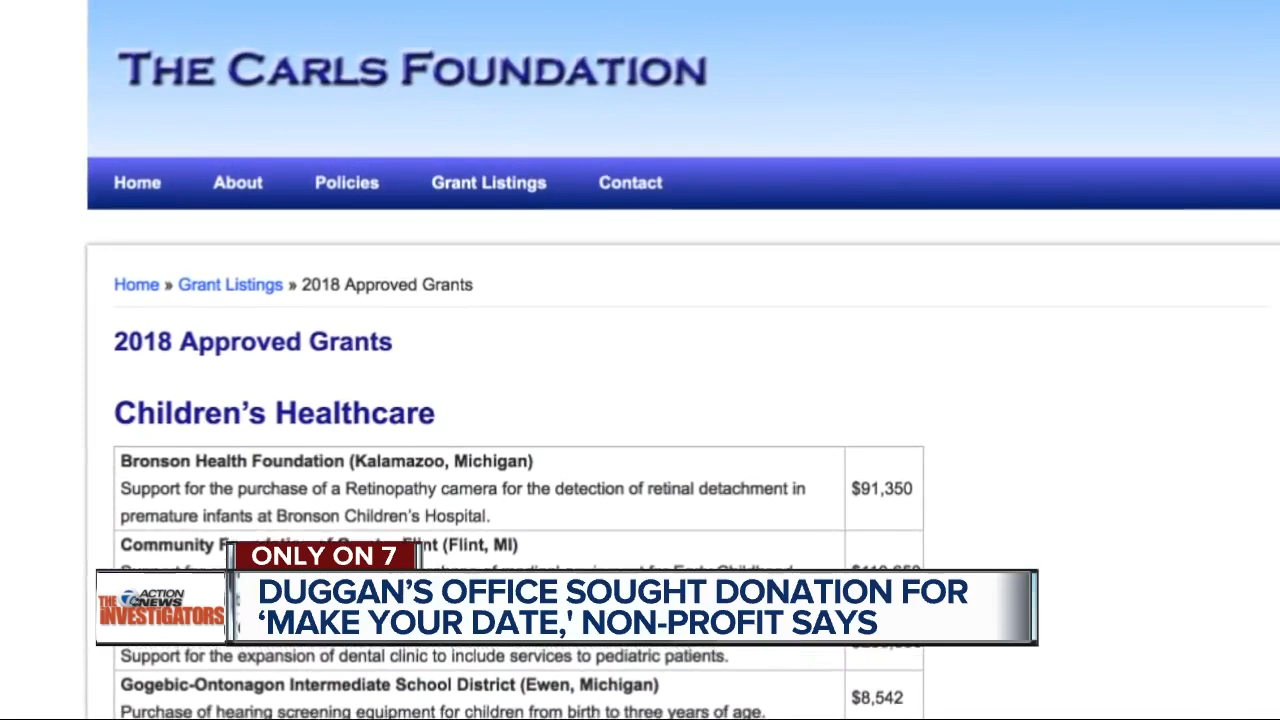 THE CARLS FOUNDATION
Home About Policies Grant Listings Contact
Home » Grant Listings » 2018 Approved Grants
2018 Approved Grants
Children's Healthcare
Bronson Health Foundation (Kalamazoo, Michigan)
Support for the purchase of a Retinopathy camera for the detection of retinal detachment in
premature infants at Bronson Children's Hospital.
$91,350
Community (Flint, MI)
ONLY ON 7
THE 7 ACTION NEWS INVESTIGATORS
DUGGAN'S OFFICE SOUGHT DONATION FOR
'MAKE YOUR DATE,' NON-PROFIT SAYS
Support for the expansion of dental clinic to include services to pediatric patients.
Gogebic-Ontonagon Intermediate School District (Ewen, Michigan)
Purchase of hearing screening equipment for children from birth to three years of age.
$8,542